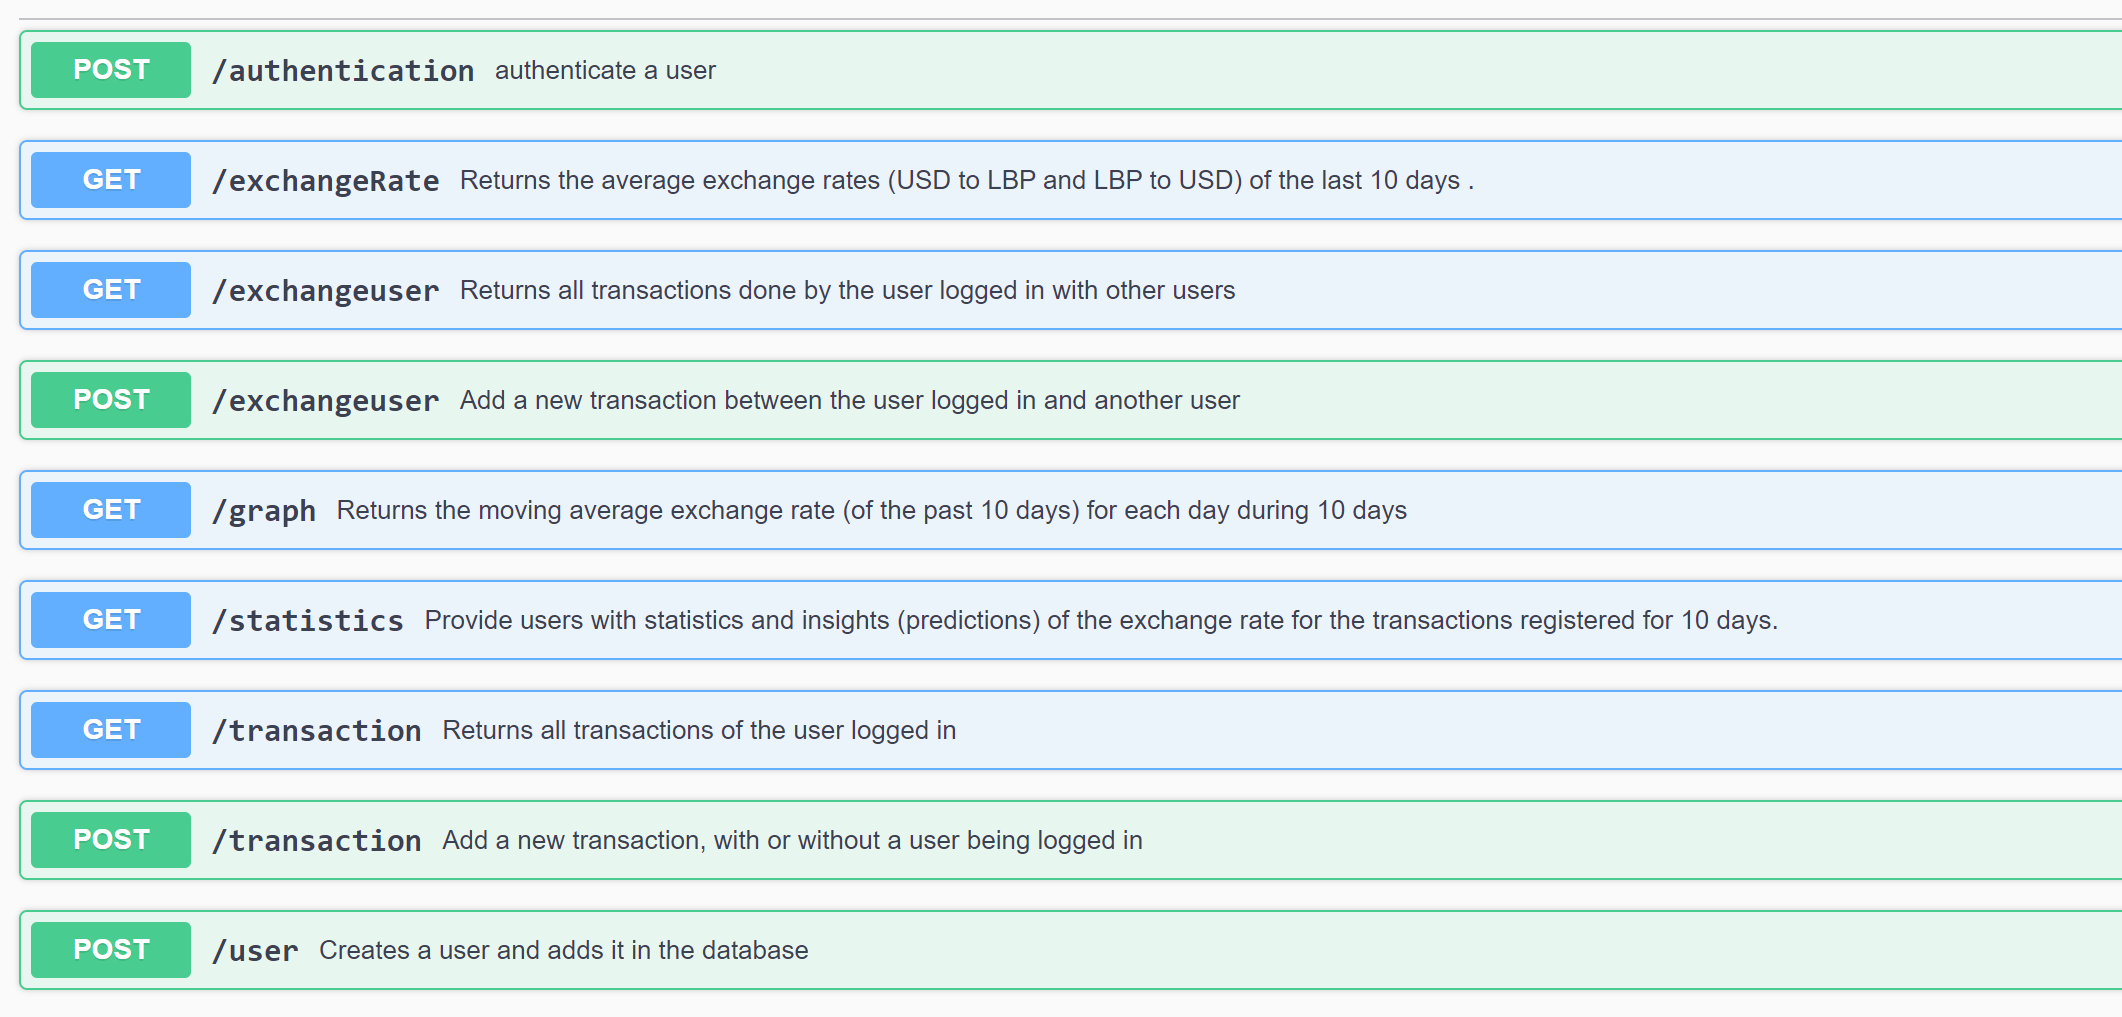 POST /authentication authenticate a user
GET /exchangeRate Returns the average exchange rates (USD to LBP and LBP to USD) of the last 10 days .
GET /exchangeuser Returns all transactions done by the user logged in with other users
POST /exchangeuser Add a new transaction between the user logged in and another user
GET /graph Returns the moving average exchange rate (of the past 10 days) for each day during 10 days
GET /statistics Provide users with statistics and insights (predictions) of the exchange rate for the transactions registered for 10 days.
GET /transaction Returns all transactions of the user logged in
POST /transaction Add a new transaction, with or without a user being logged in
POST /user Creates a user and adds it in the database